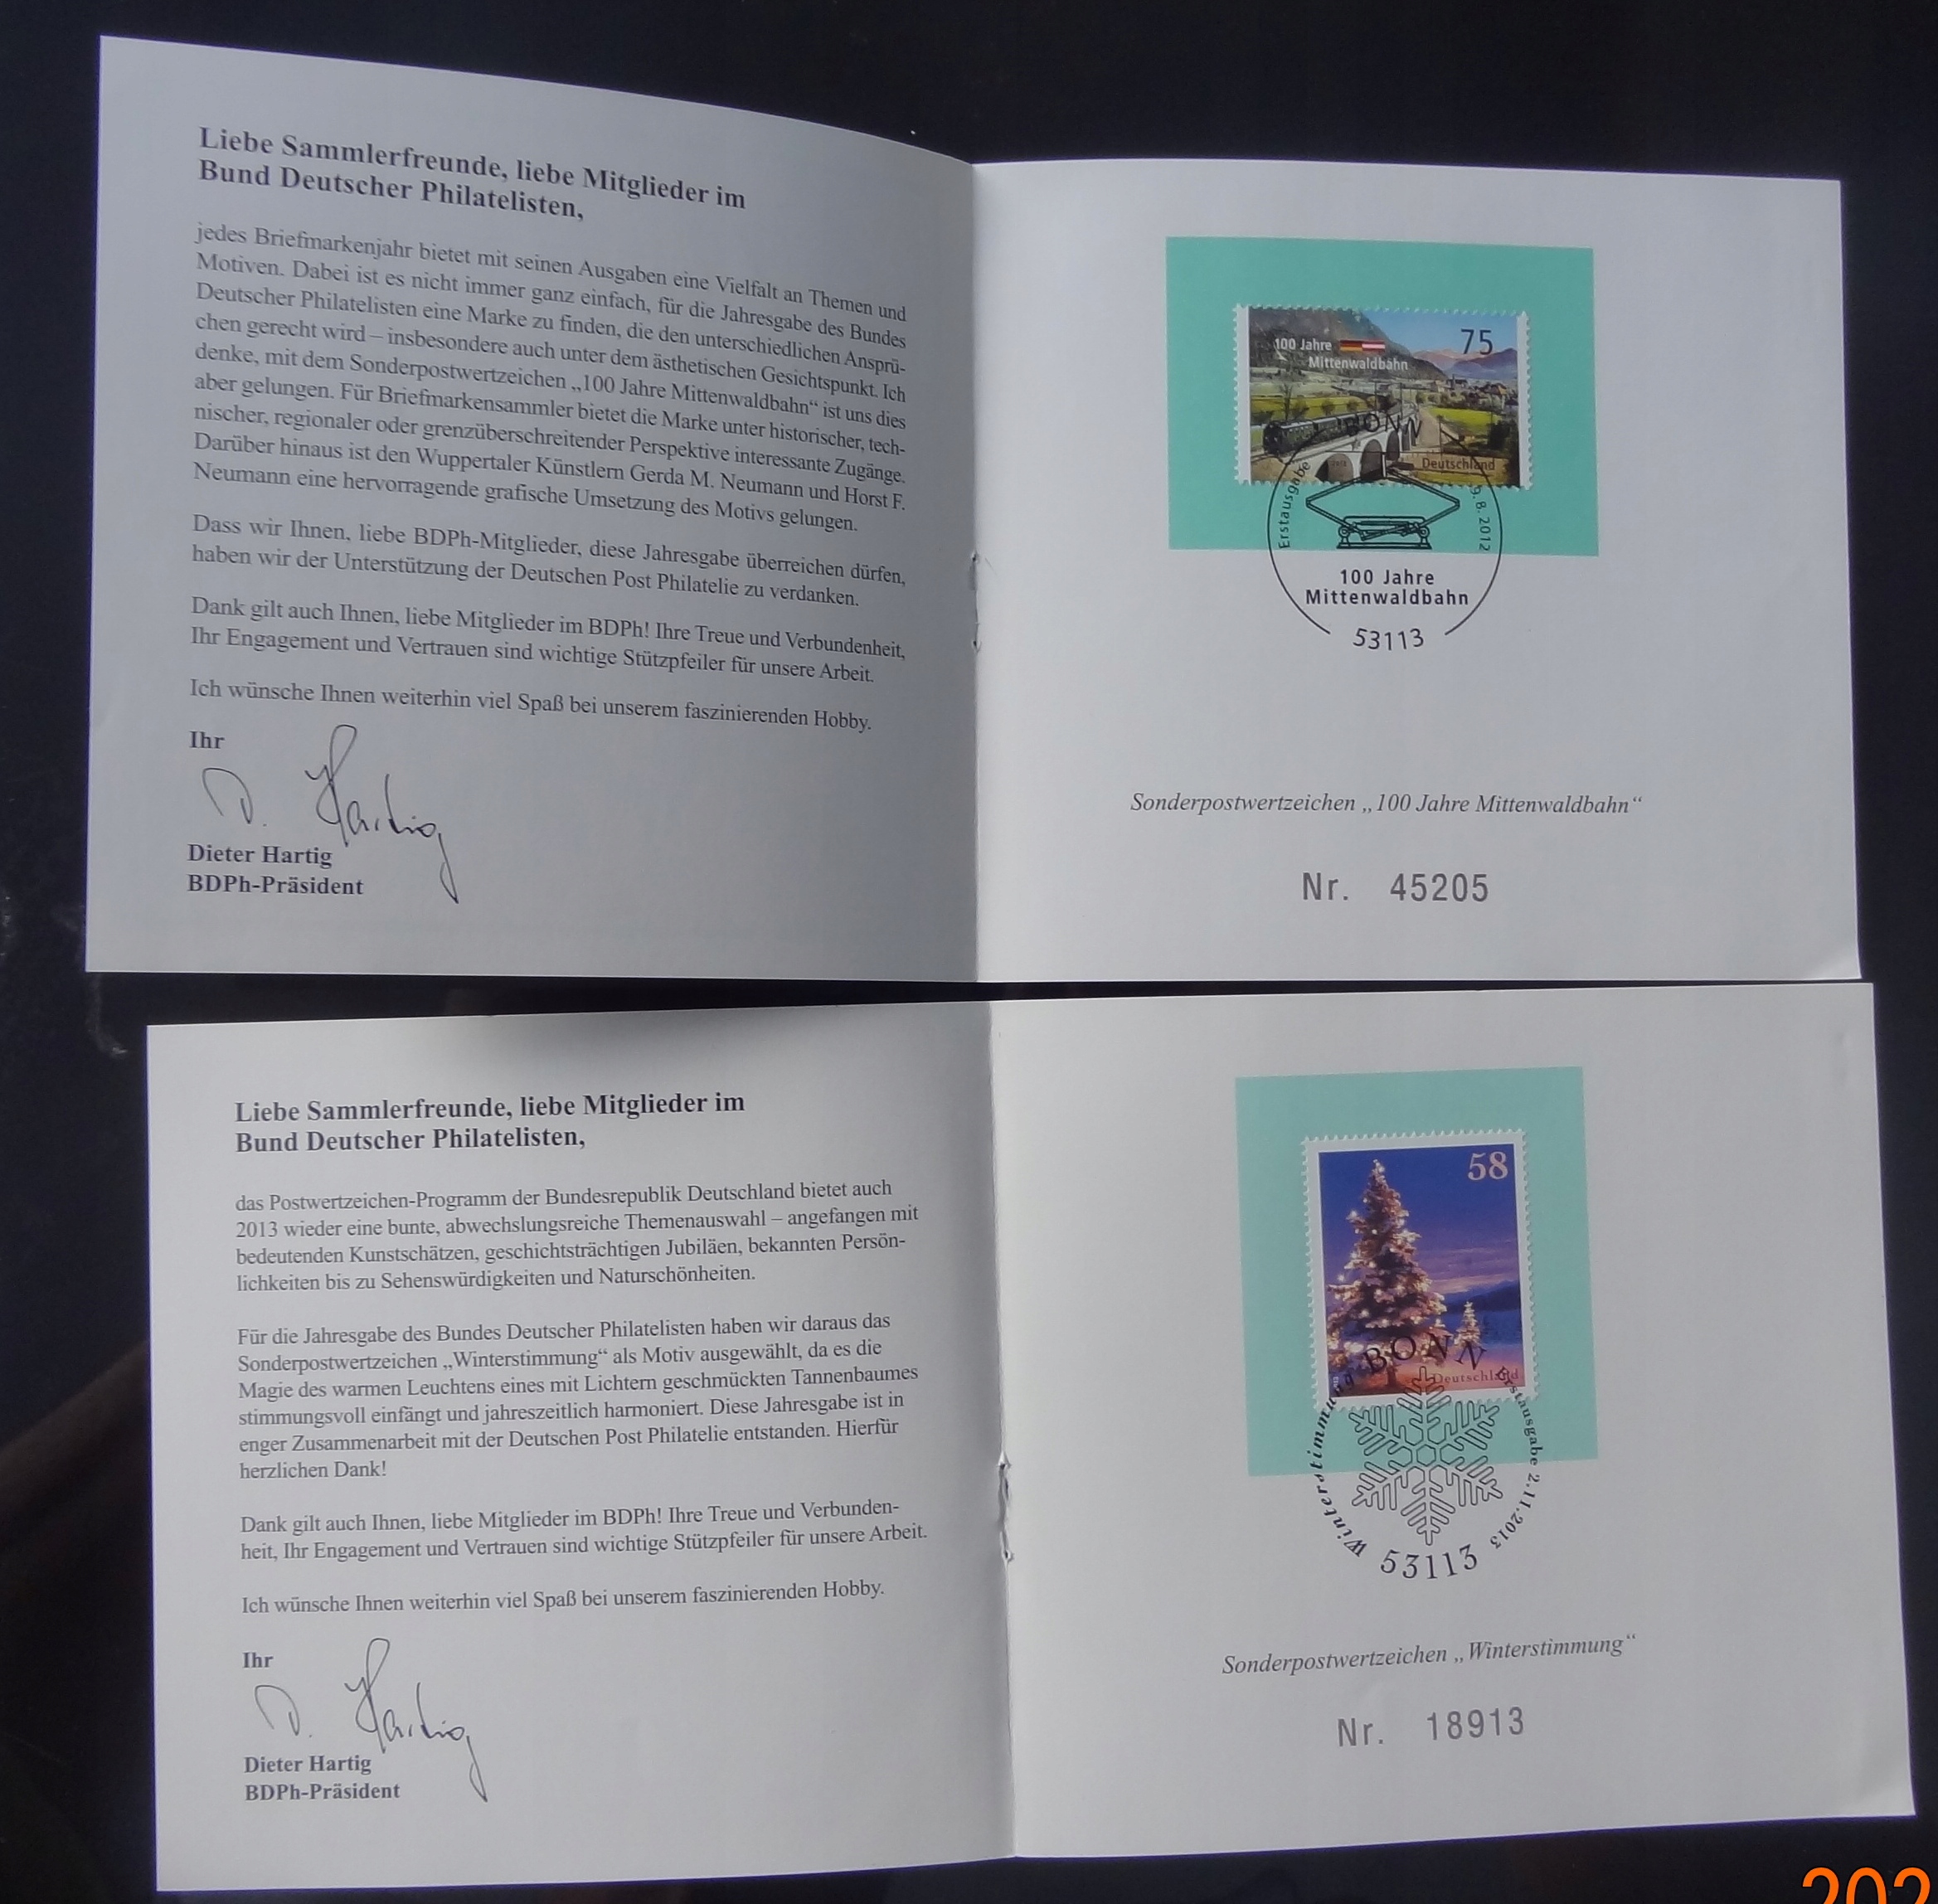 Liebe Sammlerfreunde, liebe Mitglieder im
Bund Deutscher Philatelisten,
jedes Briefmarkenjahr bietet mit seinen Ausgaben eine Vielfalt an Themen und
Motiven. Dabei ist es nicht immer ganz einfach, für die Jahresgabe des Bundes
Deutscher Philatelisten eine Marke zu finden, die den unterschiedlichen Ansprü-
chen gerecht wird – insbesondere auch unter dem ästhetischen Gesichtspunkt. Ich
denke, mit dem Sonderpostwertzeichen „100 Jahre Mittenwaldbahn“ ist uns dies
aber gelungen. Für Briefmarkensammler bietet die Marke unter historischer, tech-
nischer, regionaler oder grenzüberschreitender Perspektive interessante Zugänge.
Darüber hinaus ist den Wuppertaler Künstlern Gerda M. Neumann und Horst F.
Neumann eine hervorragende grafische Umsetzung des Motivs gelungen.
Dass wir Ihnen, liebe BDPh-Mitglieder, diese Jahresgabe überreichen dürfen,
haben wir der Unterstützung der Deutschen Post Philatelie zu verdanken.
Dank gilt auch Ihnen, liebe Mitglieder im BDPh! Ihre Treue und Verbundenheit,
Ihr Engagement und Vertrauen sind wichtige Stützpfeiler für unsere Arbeit.
Ich wünsche Ihnen weiterhin viel Spaß bei unserem faszinierenden Hobby.
Ihr
D. Hartig
Dieter Hartig
BDPh-Präsident
100 Jahre
Mittenwaldbahn
75
Deutschland
BONN
Erstausgabe
9.8.2012
100 Jahre
Mittenwaldbahn
53113
Sonderpostwertzeichen „100 Jahre Mittenwaldbahn“
Nr. 45205
Liebe Sammlerfreunde, liebe Mitglieder im
Bund Deutscher Philatelisten,
das Postwertzeichen-Programm der Bundesrepublik Deutschland bietet auch
2013 wieder eine bunte, abwechslungsreiche Themenauswahl – angefangen mit
bedeutenden Kunstschätzen, geschichtsträchtigen Jubiläen, bekannten Persön-
lichkeiten bis zu Sehenswürdigkeiten und Naturschönheiten.
Für die Jahresgabe des Bundes Deutscher Philatelisten haben wir daraus das
Sonderpostwertzeichen „Winterstimmung“ als Motiv ausgewählt, da es die
Magie des warmen Leuchtens eines mit Lichtern geschmückten Tannenbaumes
stimmungsvoll einfängt und jahreszeitlich harmoniert. Diese Jahresgabe ist in
enger Zusammenarbeit mit der Deutschen Post Philatelie entstanden. Hierfür
herzlichen Dank!
Dank gilt auch Ihnen, liebe Mitglieder im BDPh! Ihre Treue und Verbunden-
heit, Ihr Engagement und Vertrauen sind wichtige Stützpfeiler für unsere Arbeit.
Ich wünsche Ihnen weiterhin viel Spaß bei unserem faszinierenden Hobby.
Ihr
D. Hartig
Dieter Hartig
BDPh-Präsident
58
Deutschland
BONN
Winterstimmung
Erstausgabe 2.11.2013
53113
Sonderpostwertzeichen „Winterstimmung“
Nr. 18913
202